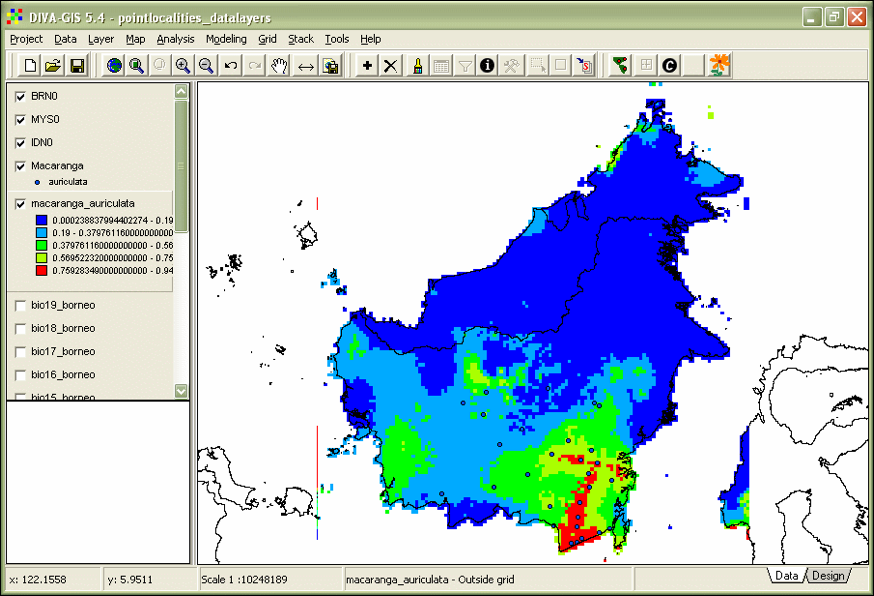 DIVA-GIS 5.4 - pointlocalities_datalayers
Project Data Layer Map Analysis Modeling Grid Stack Tools Help
BRN0
MYS0
IDN0
Macaranga
auriculata
macaranga_auriculata
0.000238837994402274 - 0.19
0.19 - 0.379761160000000000
0.379761160000000000 - 0.56
0.569522320000000000 - 0.75
0.759283490000000000 - 0.94
bio19_borneo
bio18_borneo
bio17_borneo
bio16_borneo
bio15_borneo
x: 122.1558 y: 5.9511 Scale 1 :10248189 macaranga_auriculata - Outside grid Data Design